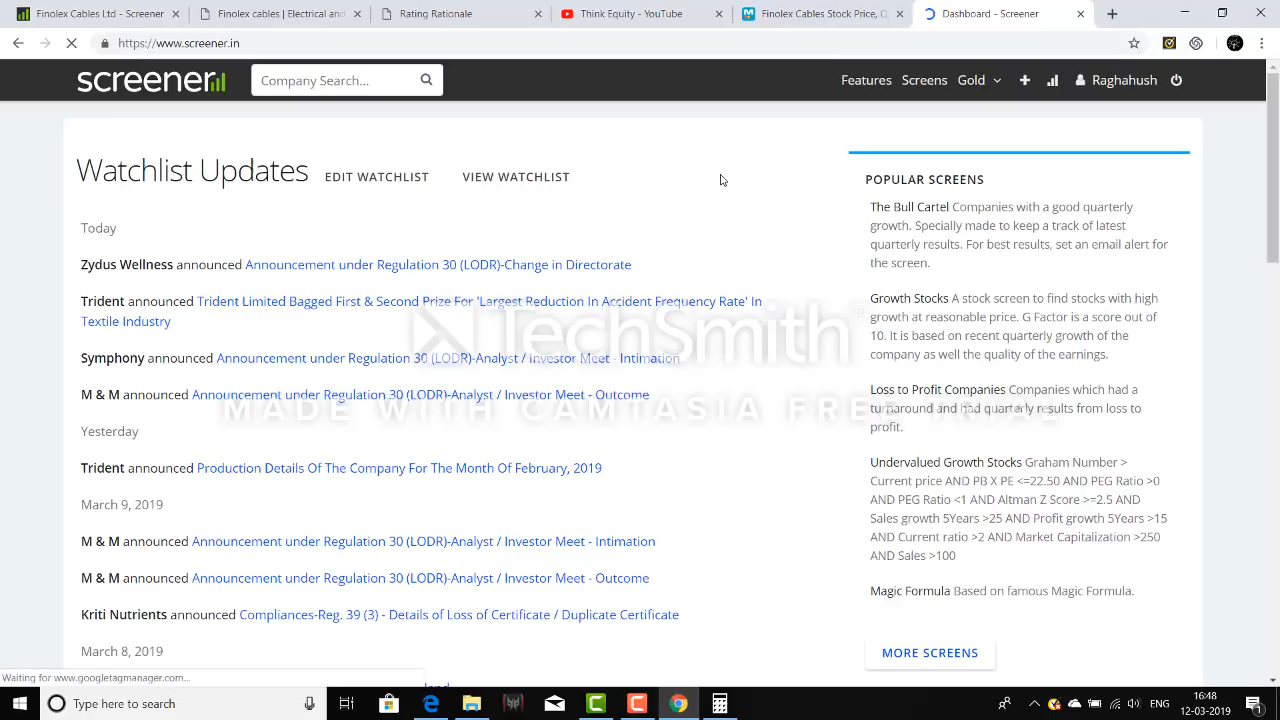 Finolex Cables Ltd - Screener
Finolex cables | Electrical and
Rating Rationale
Think Equity - YouTube
Finolex Cables Stock Price, Q
Dashboard - Screener
https://www.screener.in
screener
Company Search...
Features Screens Gold
Raghahush
Watchlist Updates EDIT WATCHLIST VIEW WATCHLIST
Today
Zydus Wellness announced Announcement under Regulation 30 (LODR)-Change in Directorate
Trident announced Trident Limited Bagged First & Second Prize For 'Largest Reduction In Accident Frequency Rate' In
Textile Industry
Symphony announced Announcement under Regulation 30 (LODR)-Analyst / Investor Meet - Intimation
M & M announced Announcement under Regulation 30 (LODR)-Analyst / Investor Meet - Outcome
Yesterday
Trident announced Production Details Of The Company For The Month Of February, 2019
March 9, 2019
M & M announced Announcement under Regulation 30 (LODR)-Analyst / Investor Meet - Intimation
M & M announced Announcement under Regulation 30 (LODR)-Analyst / Investor Meet - Outcome
Kriti Nutrients announced Compliances-Reg. 39 (3) - Details of Loss of Certificate / Duplicate Certificate
March 8, 2019
POPULAR SCREENS
The Bull Cartel Companies with a good quarterly
growth. Specially made to keep a track of latest
quarterly results. For best results, set an email alert for
the screen.
Growth Stocks A stock screen to find stocks with high
growth at reasonable price. G Factor is a score out of
10. It is based on recent quarterly growth of the
company as well the quality of the earnings.
Loss to Profit Companies Companies which had a
turnaround and had quarterly results from loss to
profit.
Undervalued Growth Stocks Graham Number >
Current price AND PB X PE <=22.50 AND PEG Ratio >0
AND PEG Ratio <1 AND Altman Z Score >=2.5 AND
Sales growth 5Years >25 AND Profit growth 5Years >15
AND Current ratio >2 AND Market Capitalization >250
AND Sales >100
Magic Formula Based on famous Magic Formula.
MORE SCREENS
TechSmith
MADE WITH CAMTASIA FREE TRIAL
Waiting for www.googletagmanager.com...
Type here to search
ENG
16:48
12-03-2019
1